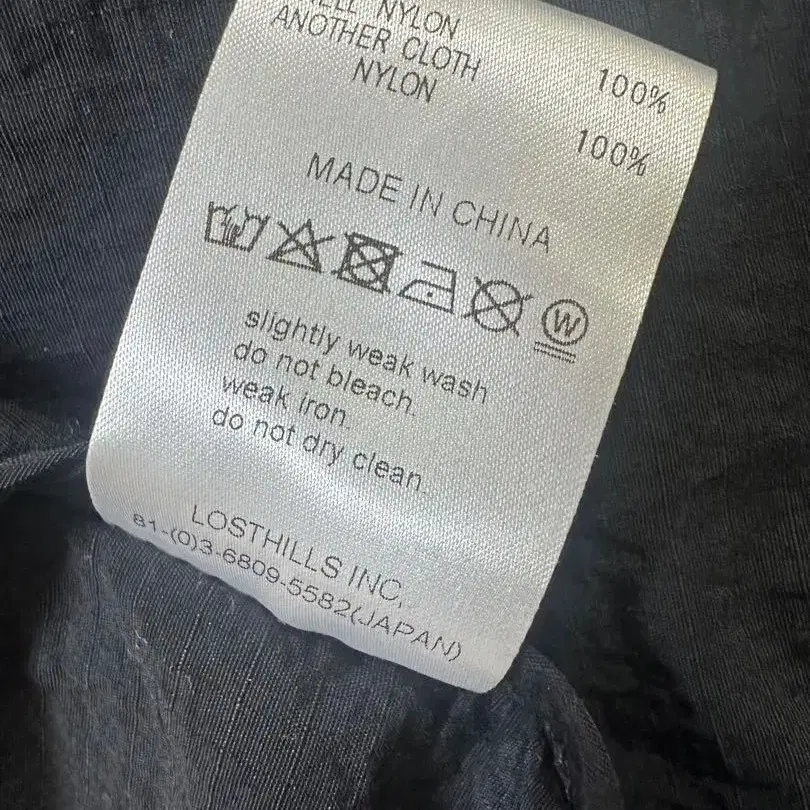 NYLON
ANOTHER CLOTH 100%
NYLON 100%
MADE IN CHINA
W
slightly weak wash
do not bleach.
weak iron.
do not dry clean.
LOSTHILLS INC,
81-(0)3-6809-5582(JAPAN)